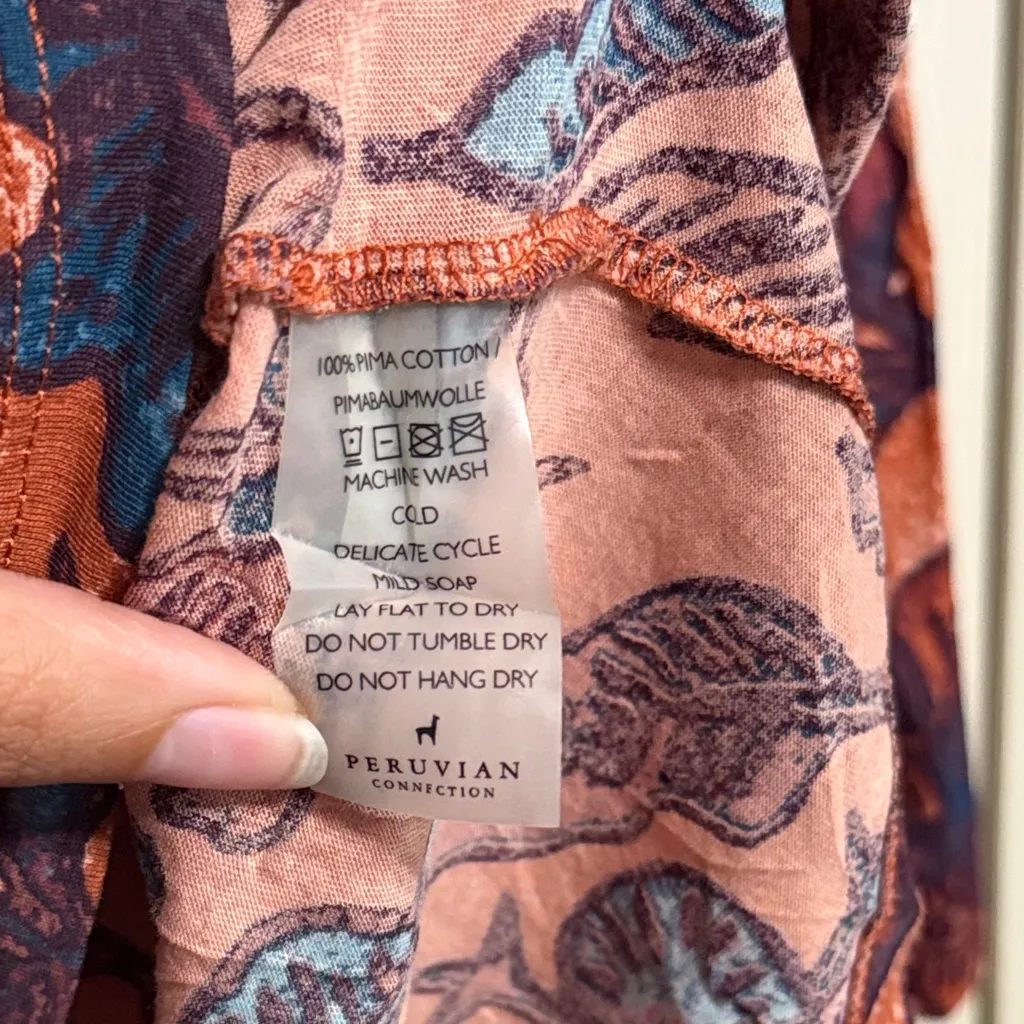 100% PIMA COTTON /
PIMABAUMWOLLE
MACHINE WASH
COLD
DELICATE CYCLE
MILD SOAP
LAY FLAT TO DRY
DO NOT TUMBLE DRY
DO NOT HANG DRY
PERUVIAN
CONNECTION